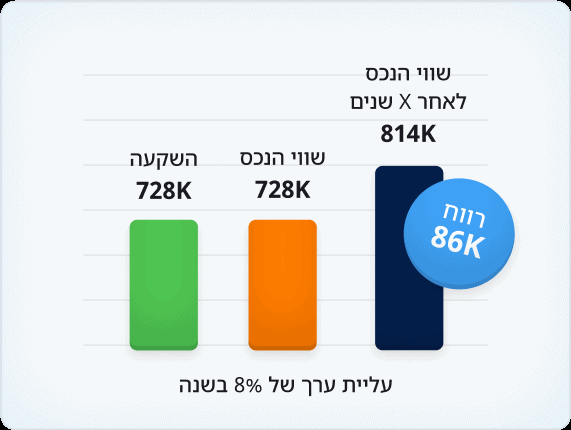 שווי הנכס
לאחר X שנים
814K
שווי הנכס
728K
השקעה
728K
רווח
86K
עליית ערך של 8% בשנה